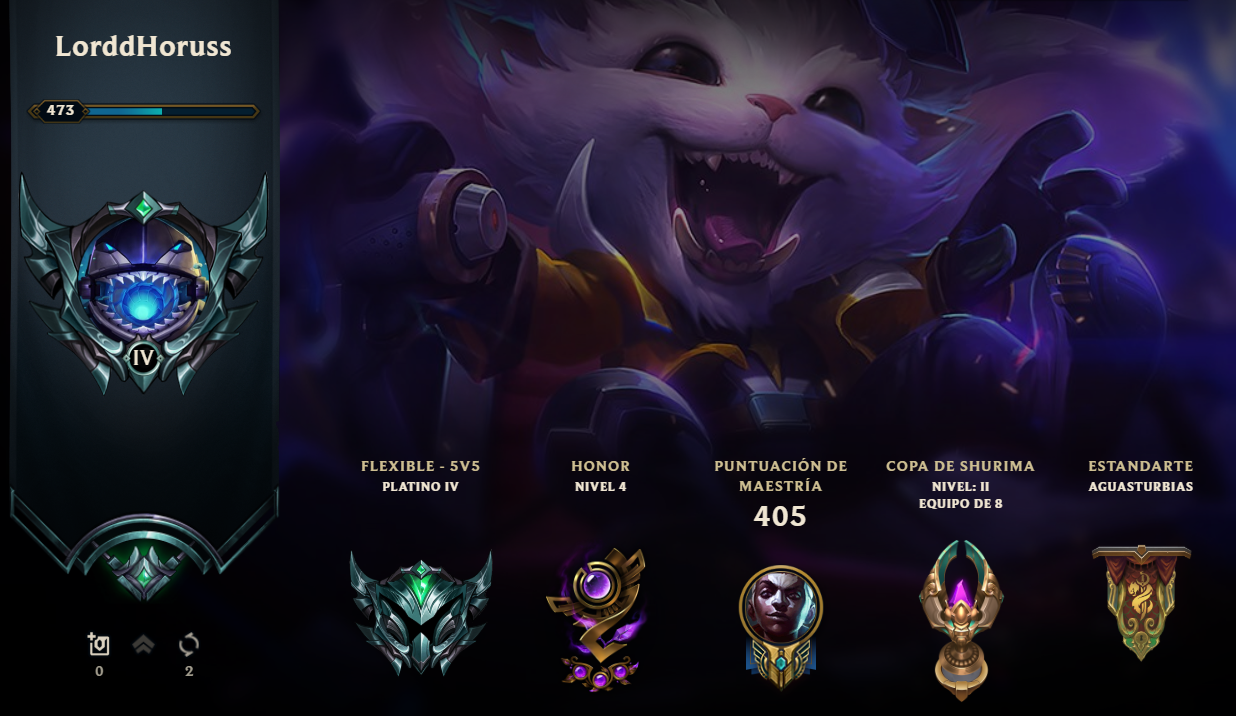 LorddHoruss
473
IV
FLEXIBLE - 5V5
PLATINO IV
HONOR
NIVEL 4
PUNTUACIÓN DE
MAESTRÍA
405
COPA DE SHURIMA
NIVEL: II
EQUIPO DE 8
ESTANDARTE
AGUASTURBIAS
0
2